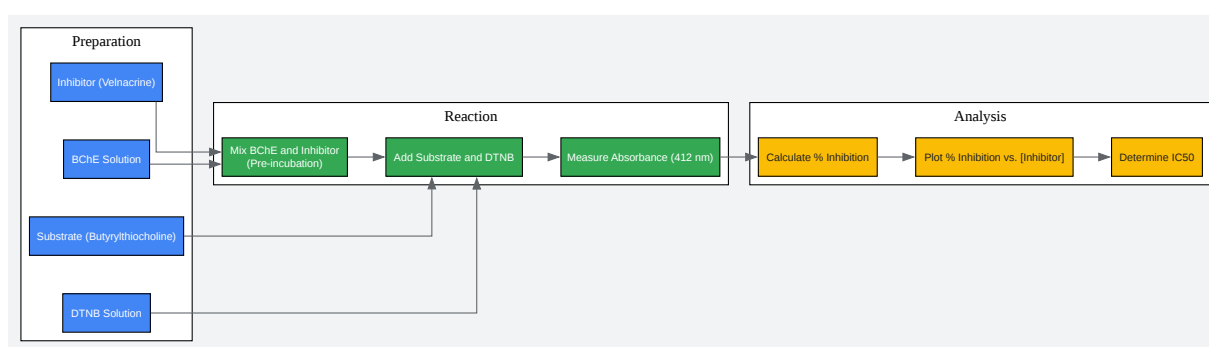 Preparation
Inhibitor (Velnacrine)
BChE Solution
Substrate (Butyrylthiocholine)
DTNB Solution
Reaction
Mix BChE and Inhibitor
(Pre-incubation)
Add Substrate and DTNB
Measure Absorbance (412 nm)
Analysis
Calculate % Inhibition
Plot % Inhibition vs. [Inhibitor]
Determine IC50